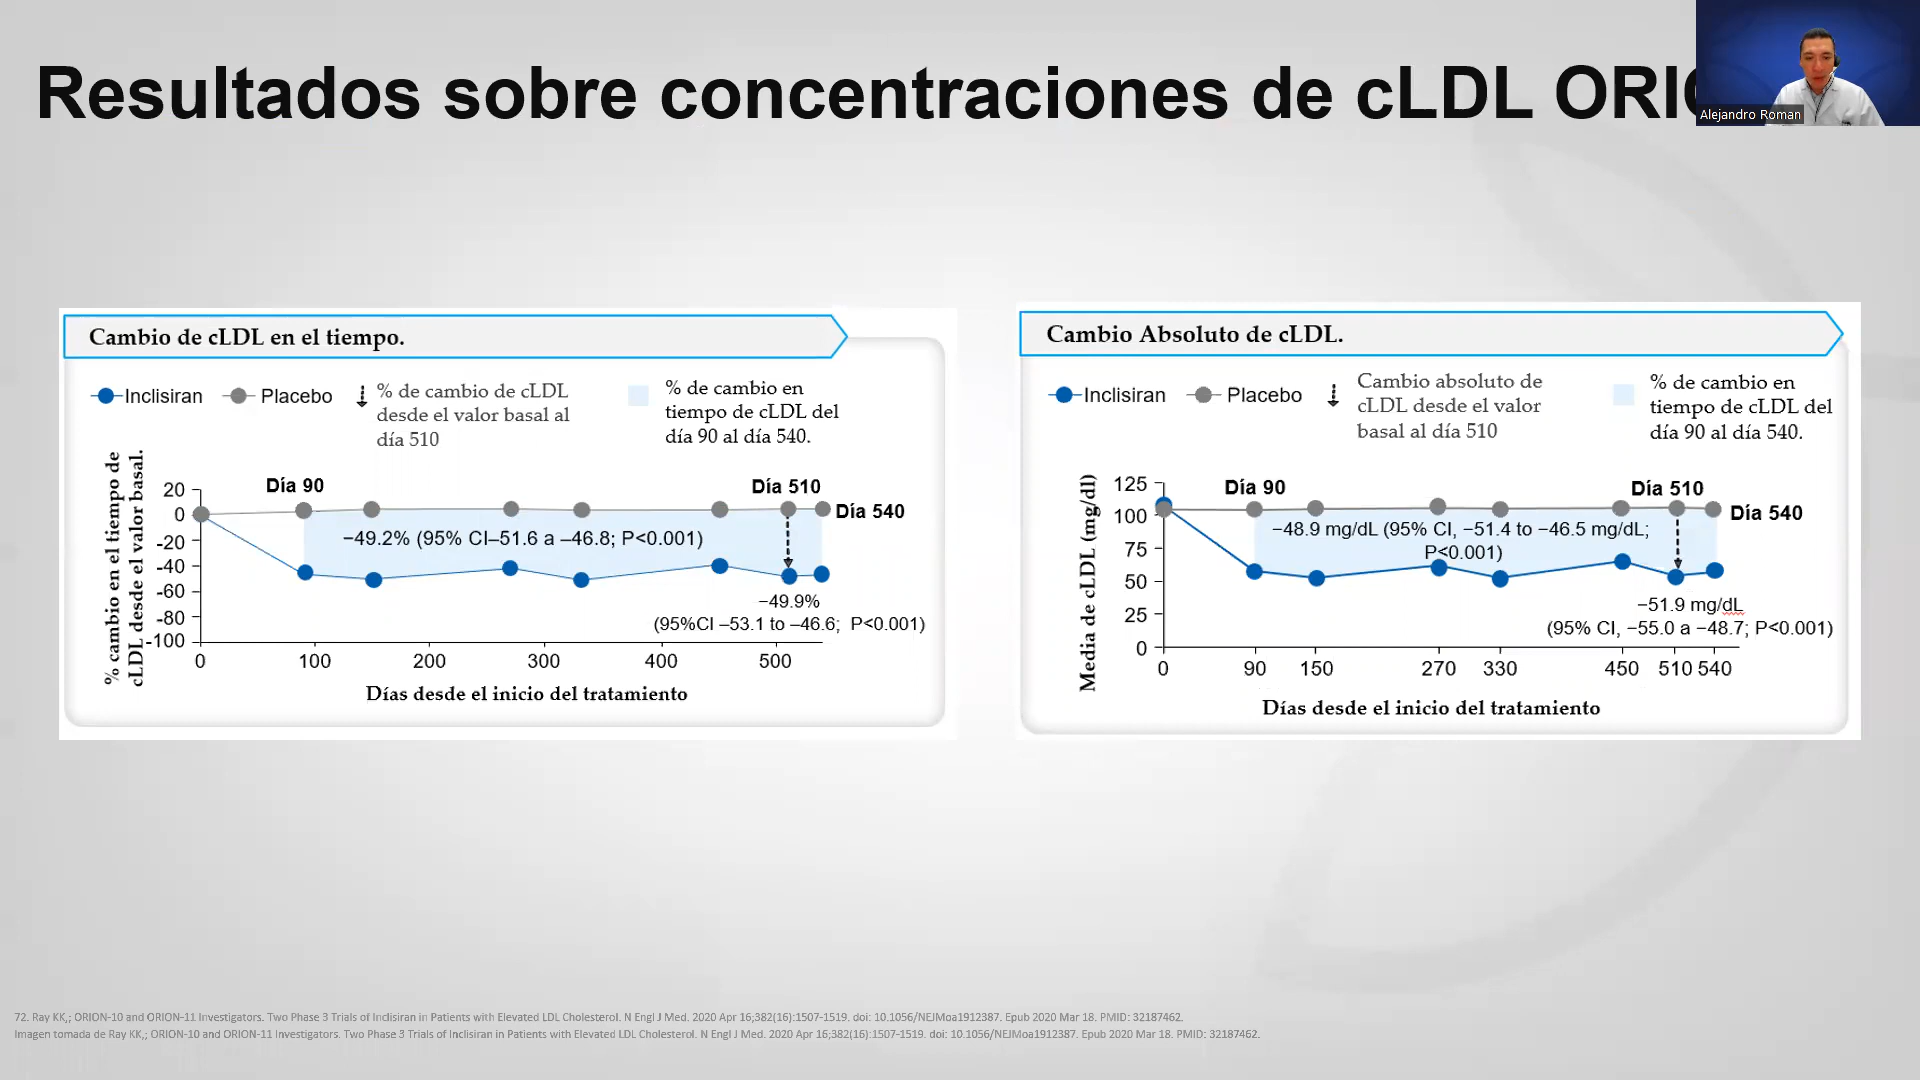 Resultados sobre concentraciones de cLDL ORI
Alejandro Roman
Cambio de cLDL en el tiempo.
Inclisiran
Placebo
% de cambio de cLDL
desde el valor basal al
día 510
% de cambio en
tiempo de cLDL del
día 90 al día 540.
% cambio en el tiempo de
cLDL desde el valor basal.
20
0
-20
-40
-60
-80
-100
Día 90
Día 510
Día 540
−49.2% (95% CI–51.6 a –46.8; P<0.001)
−49.9%
(95%CI –53.1 to –46.6; P<0.001)
0 100 200 300 400 500
Días desde el inicio del tratamiento
Cambio Absoluto de cLDL.
Inclisiran
Placebo
Cambio absoluto de
cLDL desde el valor
basal al día 510
% de cambio en
tiempo de cLDL del
día 90 al día 540.
Media de cLDL (mg/dl)
125
100
75
50
25
0
Día 90
Día 510
Día 540
−48.9 mg/dL (95% CI, −51.4 to −46.5 mg/dL;
P<0.001)
−51.9 mg/dL
(95% CI, −55.0 a −48.7; P<0.001)
0 90 150 270 330 450 510 540
Días desde el inicio del tratamiento
72. Ray KK,; ORION-10 and ORION-11 Investigators. Two Phase 3 Trials of Inclisiran in Patients with Elevated LDL Cholesterol. N Engl J Med. 2020 Apr 16;382(16):1507-1519. doi: 10.1056/NEJMoa1912387. Epub 2020 Mar 18. PMID: 32187462.
Imagen tomada de Ray KK,; ORION-10 and ORION-11 Investigators. Two Phase 3 Trials of Inclisiran in Patients with Elevated LDL Cholesterol. N Engl J Med. 2020 Apr 16;382(16):1507-1519. doi: 10.1056/NEJMoa1912387. Epub 2020 Mar 18. PMID: 32187462.